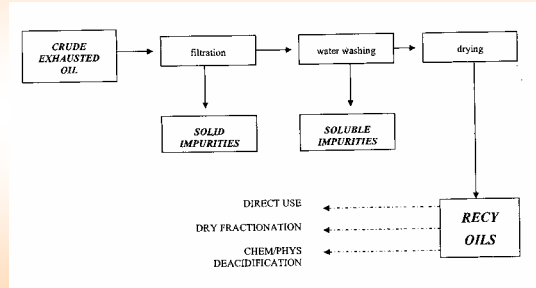 CRUDE
EXHAUSTED
OIL
filtration
water washing
drying
SOLID
IMPURITIES
SOLUBLE
IMPURITIES
DIRECT USE
DRY FRACTIONATION
CHEM/PHYS
DEACIDIFICATION
RECY
OILS